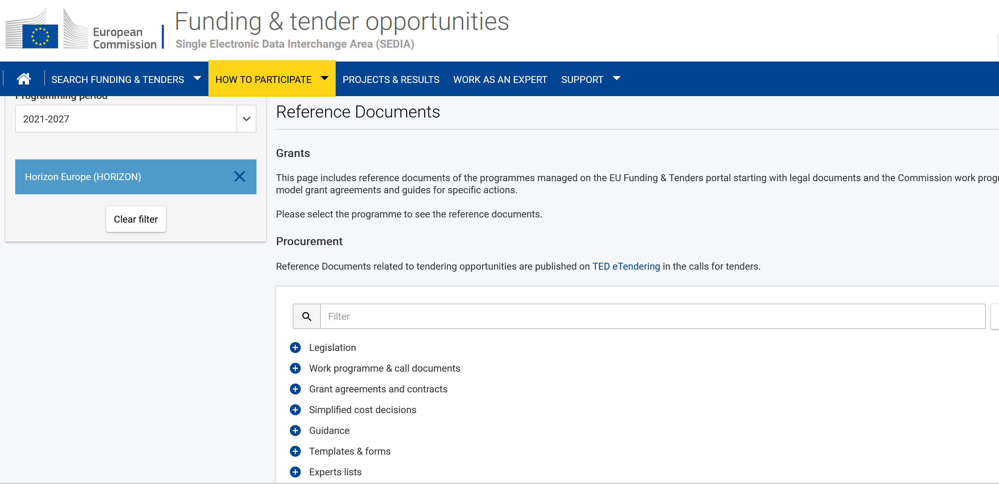 European
Commission
Funding & tender opportunities
Single Electronic Data Interchange Area (SEDIA)
SEARCH FUNDING & TENDERS
HOW TO PARTICIPATE
PROJECTS & RESULTS
WORK AS AN EXPERT
SUPPORT
Programming period
2021-2027
Horizon Europe (HORIZON)
Clear filter
Reference Documents
Grants
This page includes reference documents of the programmes managed on the EU Funding & Tenders portal starting with legal documents and the Commission work
model grant agreements and guides for specific actions.
Please select the programme to see the reference documents.
Procurement
Reference Documents related to tendering opportunities are published on TED eTendering in the calls for tenders.
Filter
Legislation
Work programme & call documents
Grant agreements and contracts
Simplified cost decisions
Guidance
Templates & forms
Experts lists